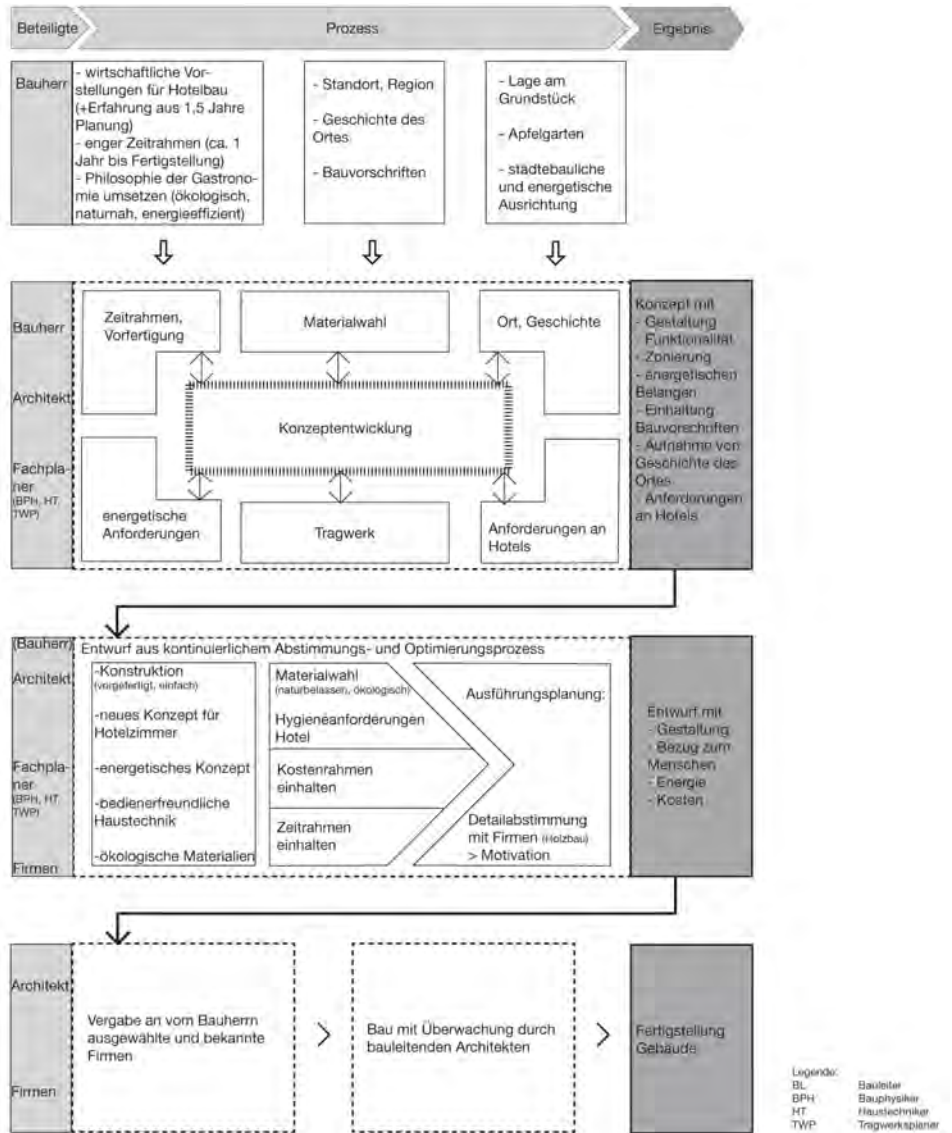 Beteiligte
Prozess
Ergebnis
Bauherr
- wirtschaftliche Vor-
stellungen für Hotelbau
(+Erfahrung aus 1,5 Jahre
Planung)
- enger Zeitrahmen (ca. 1
Jahr bis Fertigstellung)
- Philosophie der Gastrono-
mie umsetzen (ökologisch,
naturnah, energieeffizient)
- Standort, Region
- Geschichte des
Ortes
- Bauvorschriften
- Lage am
Grundstück
- Apfelgarten
- städtebauliche
und energetische
Ausrichtung
Bauherr
Architekt
Fachpla-
ner
(BPH, HT,
TWP)
Zeitrahmen,
Vorfertigung
Materialwahl
Ort, Geschichte
Konzeptentwicklung
energetische
Anforderungen
Tragwerk
Anforderungen an
Hotels
Konzept mit
- Gestaltung
- Funktionalität
- Zonierung
- energetischen
Belangen
- Einhaltung
Bauvorschriften
- Aufnahme von
Geschichte des
Ortes
- Anforderungen
an Hotels
(Bauherr)
Architekt
Fachpla-
ner
(BPH, HT,
TWP)
Firmen
Entwurf aus kontinuierlichem Abstimmungs- und Optimierungsprozess
-Konstruktion
(vorgefertigt, einfach)
-neues Konzept für
Hotelzimmer
-energetisches Konzept
-bedienerfreundliche
Haustechnik
-ökologische Materialien
Materialwahl
(naturbelassen, ökologisch)
Hygieneanforderungen
Hotel
Kostenrahmen
einhalten
Zeitrahmen
einhalten
Ausführungsplanung:
Detailabstimmung
mit Firmen (Holzbau)
> Motivation
Entwurf mit
- Gestaltung
- Bezug zum
Menschen
- Energie
- Kosten
Architekt
Firmen
Vergabe an vom Bauherrn
ausgewählte und bekannte
Firmen
>
Bau mit Überwachung durch
bauleitenden Architekten
>
Fertigstellung
Gebäude
Legende:
BL Bauleiter
BPH Bauphysiker
HT Haustechniker
TWP Tragwerksplaner